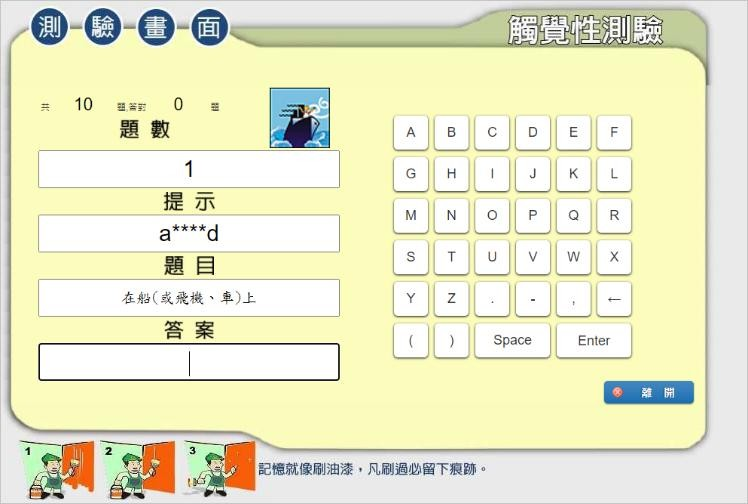 測驗畫面
觸覺性測驗
共 10 題,答對 0 題
題數
1
提示
a****d
題目
在船(或飛機、車)上
答案
A B C D E F
G H I J K L
M N O P Q R
S T U V W X
Y Z . - , ←
( ) Space Enter
離開
1 2 3
記憶就像刷油漆,凡刷過必留下痕跡。